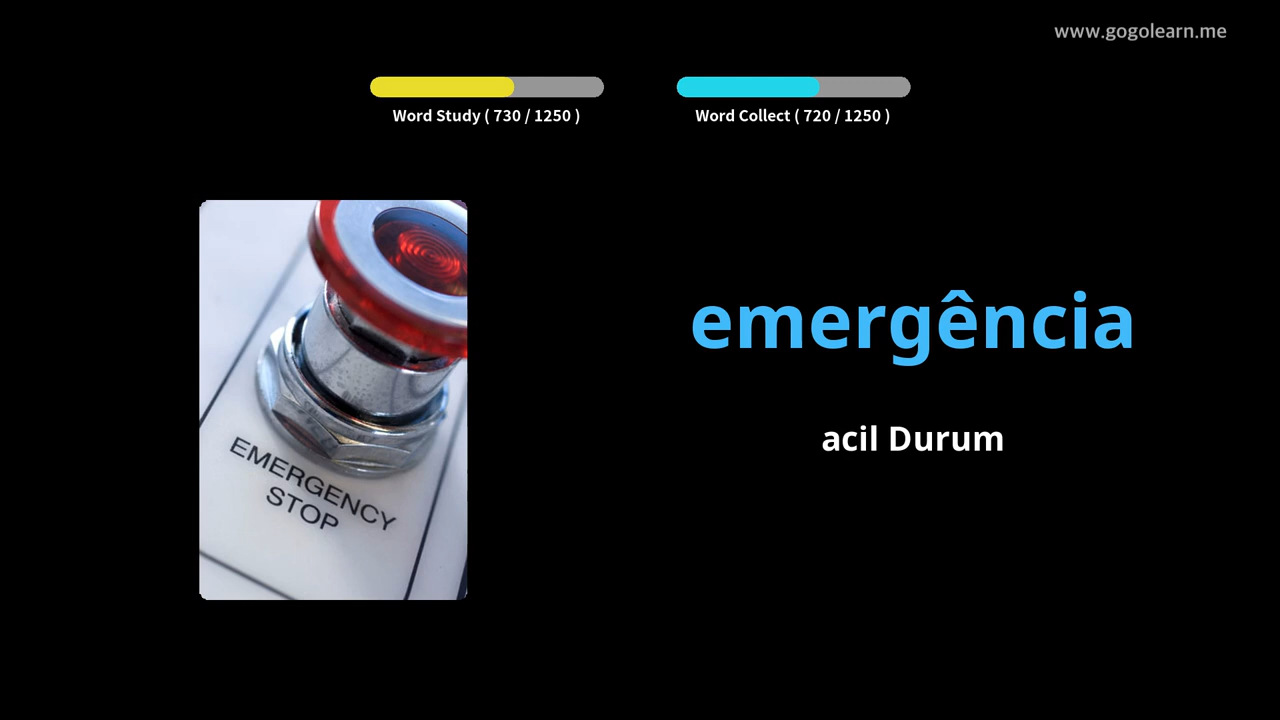 www.gogolearn.me
Word Study ( 730 / 1250 )
Word Collect ( 720 / 1250 )
EMERGENCY
STOP
emergência
acil Durum